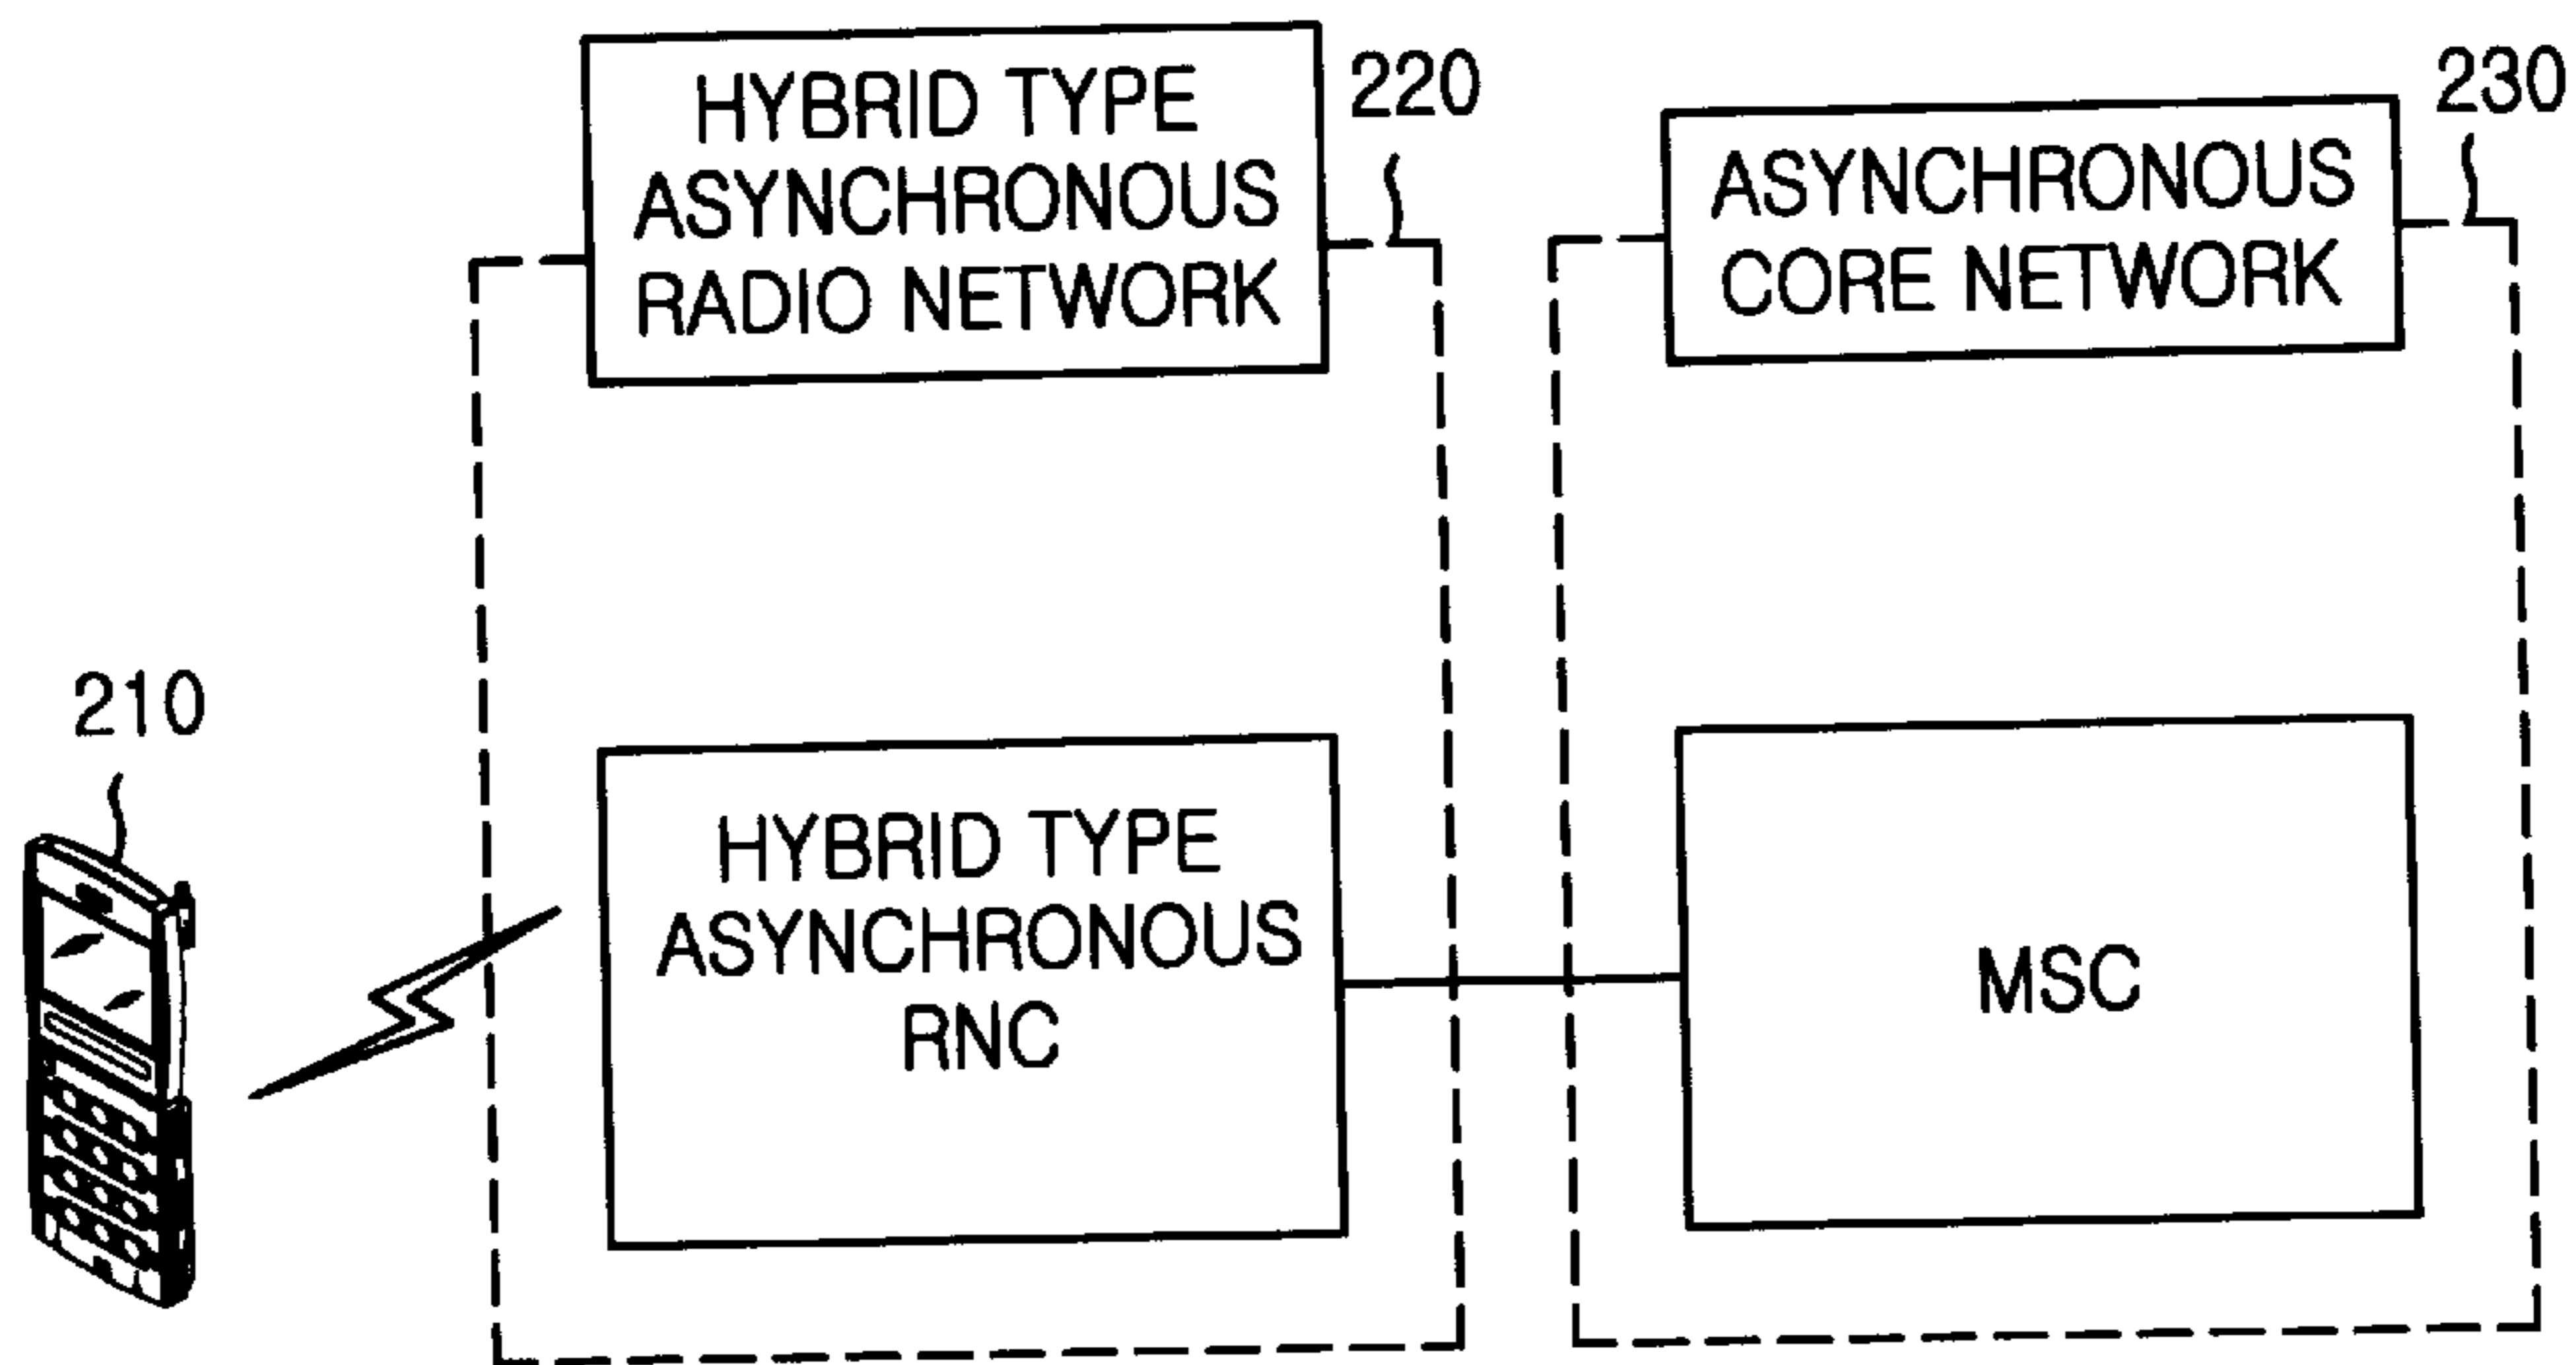 HYBRID TYPE
ASYNCHRONOUS
RADIO NETWORK
220
ASYNCHRONOUS
CORE NETWORK
230
210
HYBRID TYPE
ASYNCHRONOUS
RNC
MSC